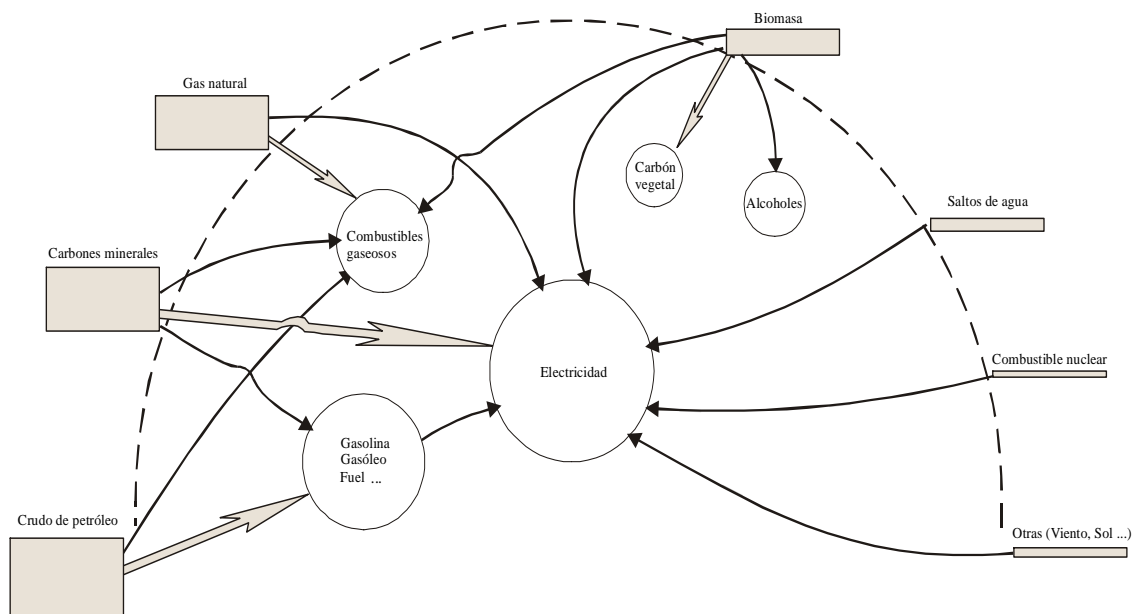 Biomasa
Gas natural
Carbón
vegetal
Alcoholes
Saltos de agua
Combustibles
gaseosos
Carbones minerales
Combustible nuclear
Electricidad
Gasolina
Gasóleo
Fuel ...
Crudo de petróleo
Otras (Viento, Sol ...)